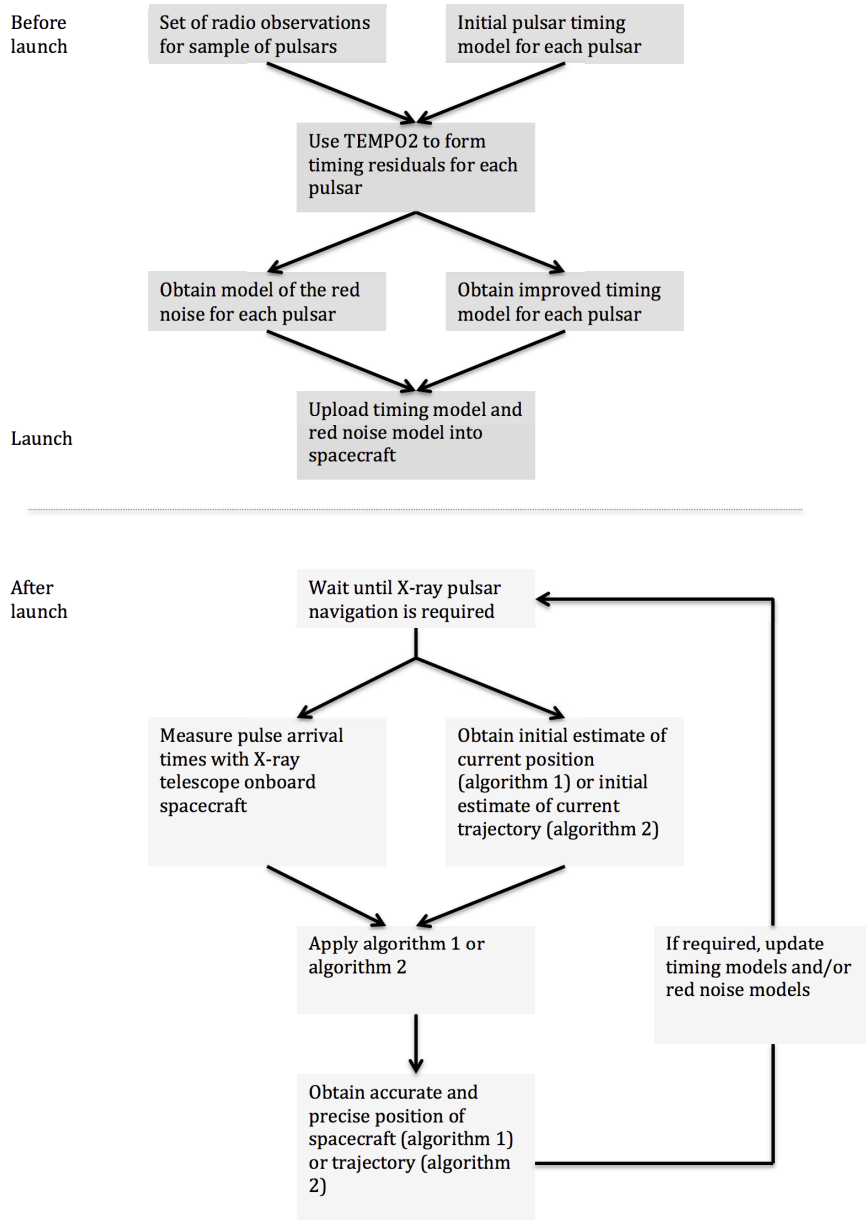 Before
launch
Set of radio observations
for sample of pulsars
Initial pulsar timing
model for each pulsar
Use TEMPO2 to form
timing residuals for each
pulsar
Obtain model of the red
noise for each pulsar
Obtain improved timing
model for each pulsar
Launch
Upload timing model and
red noise model into
spacecraft
After
launch
Wait until X-ray pulsar
navigation is required
Measure pulse arrival
times with X-ray
telescope onboard
spacecraft
Obtain initial estimate of
current position
(algorithm 1) or initial
estimate of current
trajectory (algorithm 2)
Apply algorithm 1 or
algorithm 2
If required, update
timing models and/or
red noise models
Obtain accurate and
precise position of
spacecraft (algorithm 1)
or trajectory (algorithm
2)